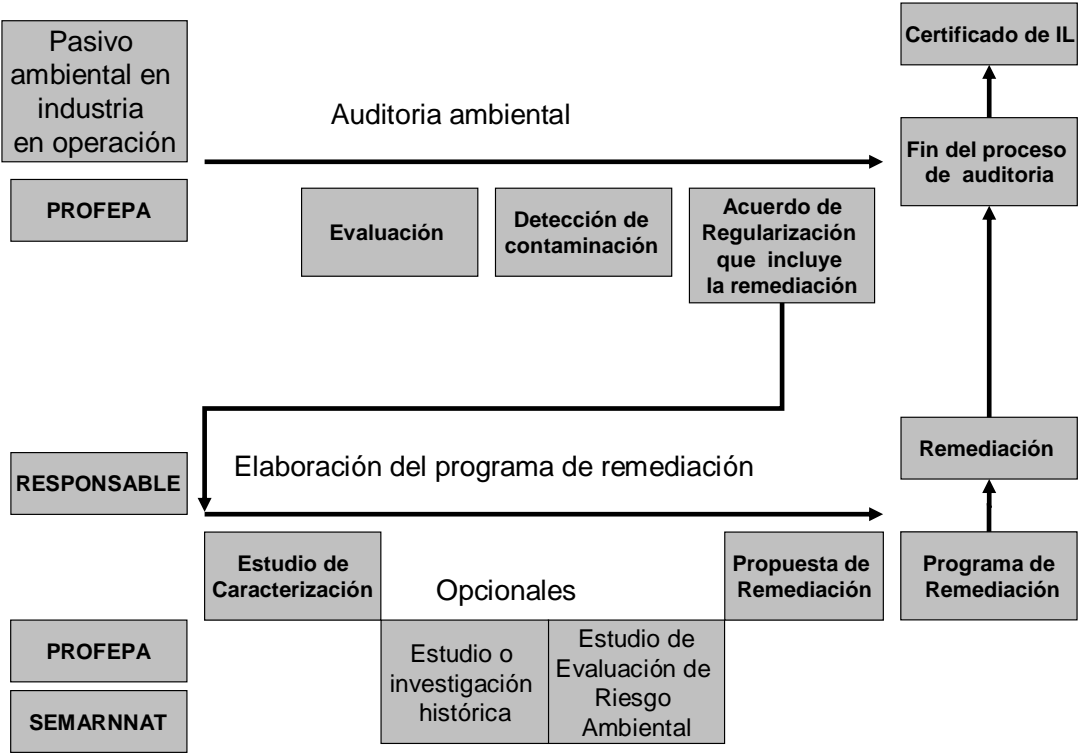 Pasivo
ambiental en
industria
en operación
Certificado de IL
Auditoria ambiental
Fin del proceso
de auditoria
PROFEPA
Evaluación
Detección de
contaminación
Acuerdo de
Regularización
que incluye
la remediación
Remediación
RESPONSABLE
Elaboración del programa de remediación
Estudio de
Caracterización
Opcionales
Propuesta de
Remediación
Programa de
Remediación
PROFEPA
Estudio o
investigación
histórica
Estudio de
Evaluación de
Riesgo
Ambiental
SEMARNNAT